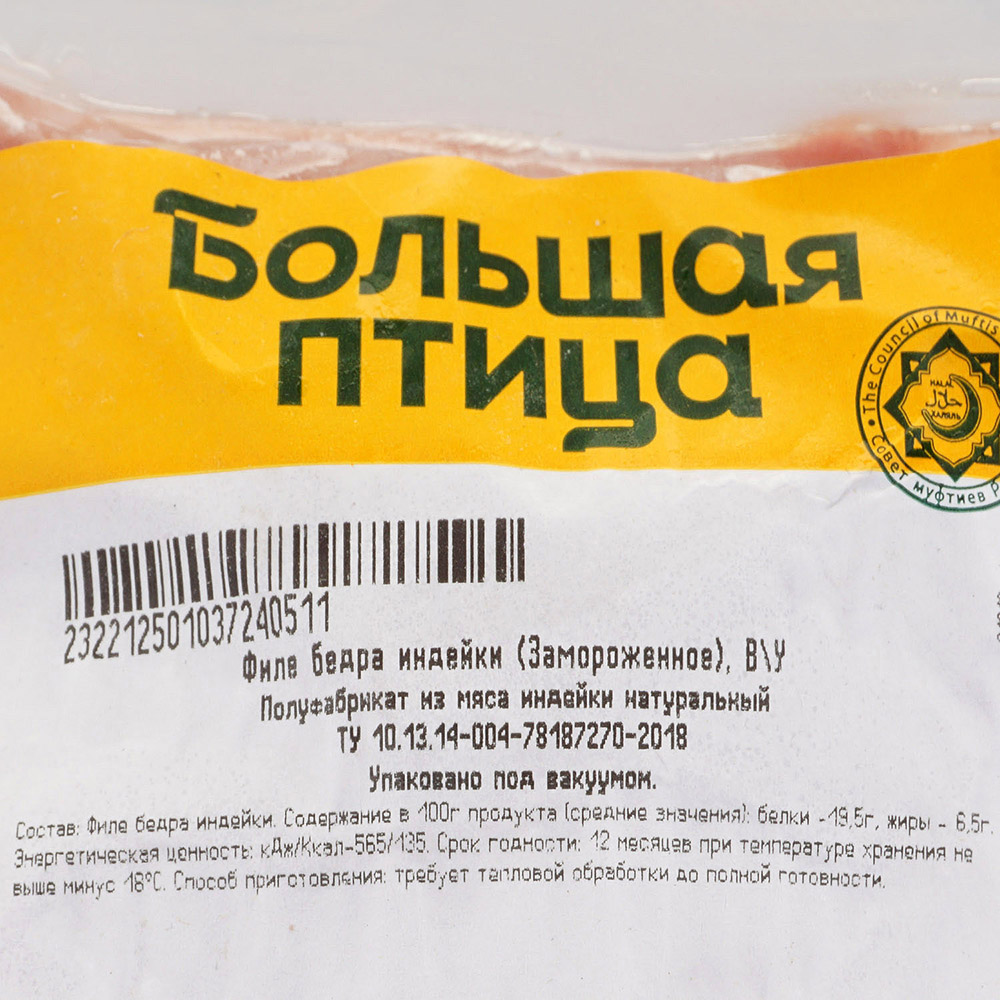 Большая
птица
The Council of Muftis
HALAL
حلال
ХАЛЯЛЬ
Совет муфтиев Р
232212501037240511
Филе бедра индейки (Замороженное), В\У
Полуфабрикат из мяса индейки натуральный
ТУ 10.13.14-004-78187270-2018
Упаковано под вакуумом.
Состав: Филе бедра индейки. Содержание в 100г продукта (средние значения): белки -19,5г, жиры - 6,5г.
Энергетическая ценность: кДж/Ккал-565/135. Срок годности: 12 месяцев при температуре хранения не
выше минус 18°С. Способ приготовления: требует тепловой обработки до полной готовности.